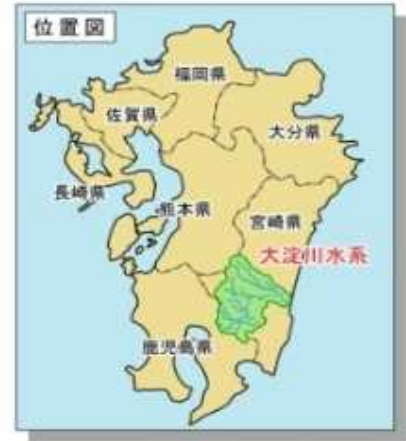 位置図
福岡県
佐賀県
大分県
長崎県
熊本県
宮崎県
大淀川水系
鹿児島県